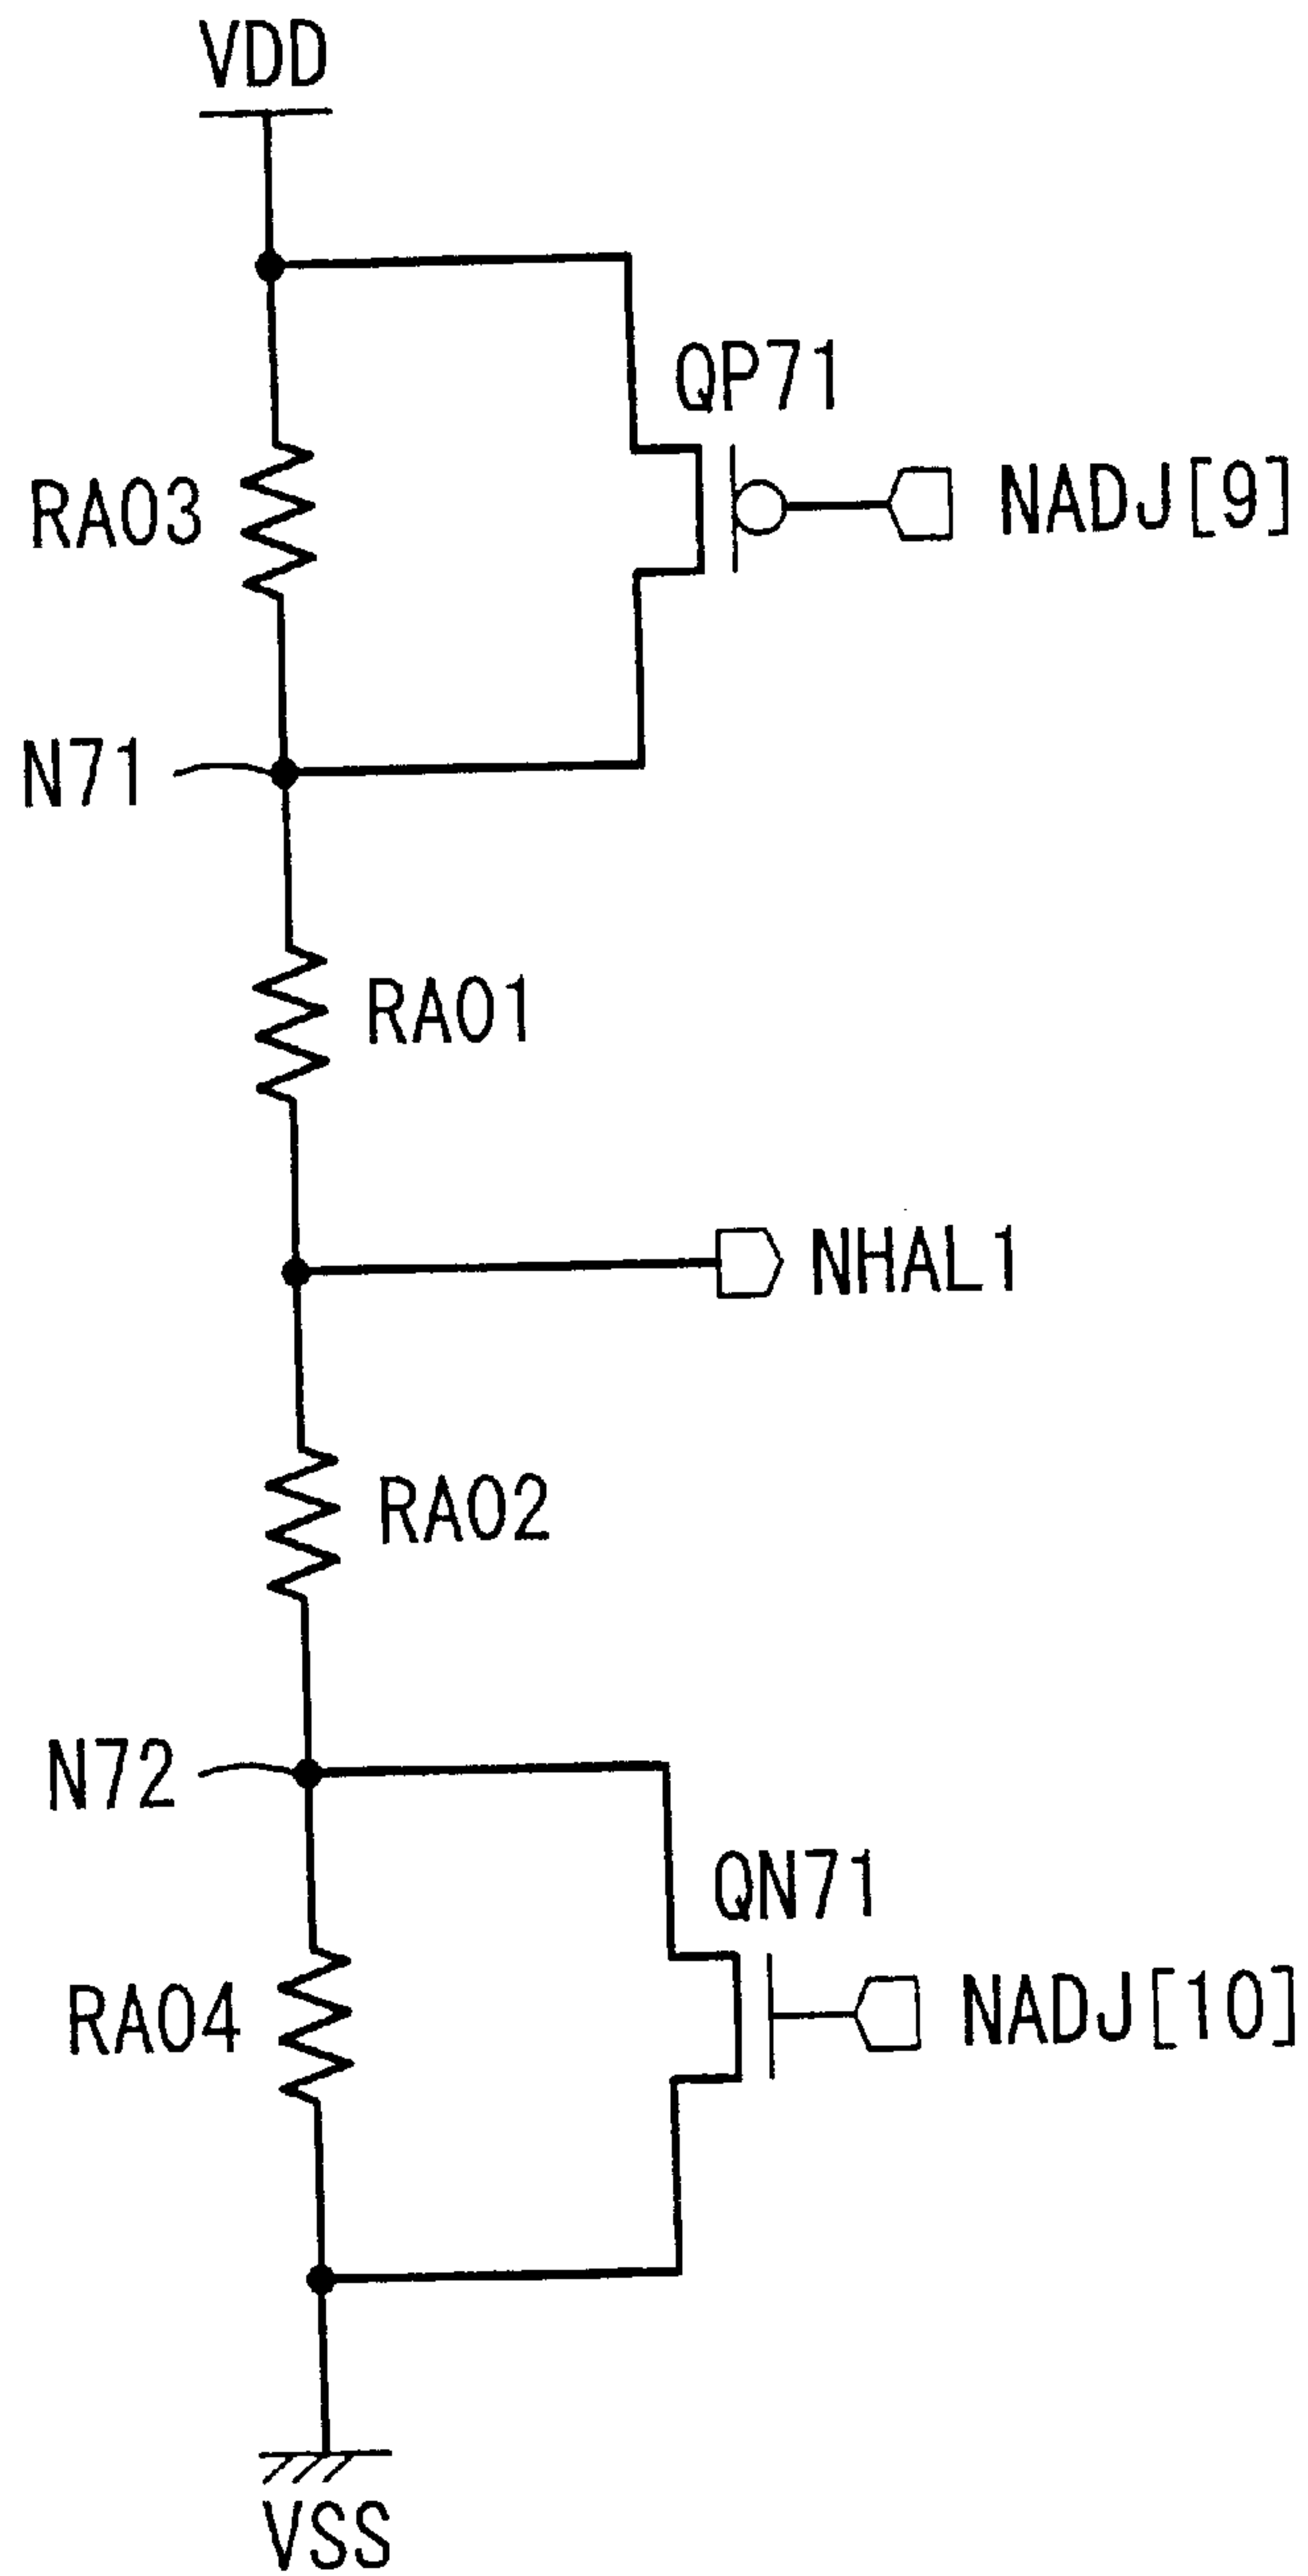 VDD
QP71
RA03
NADJ[9]
N71
RA01
NHAL1
RA02
N72
QN71
RA04
NADJ[10]
VSS